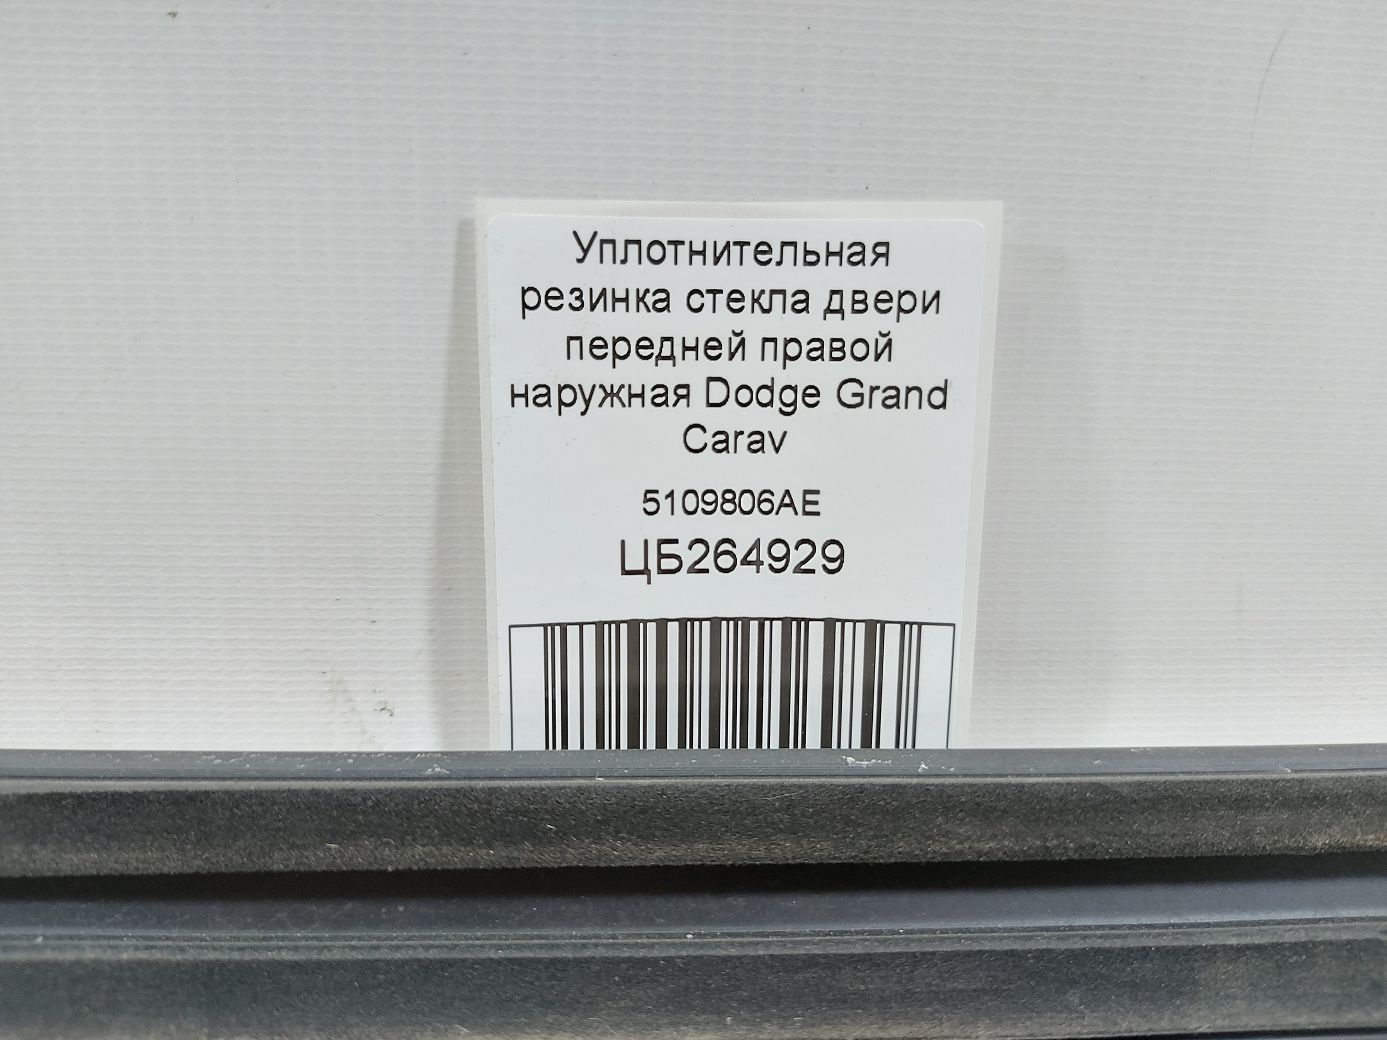 Уплотнительная
резинка стекла двери
передней правой
наружная Dodge Grand
Carav
5109806AE
ЦБ264929